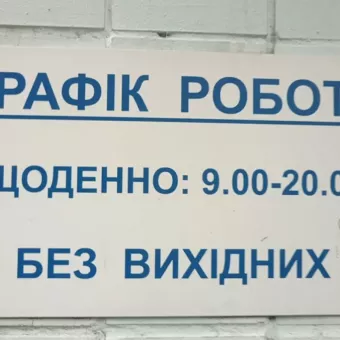 РАФІК РОБОТ
ЩОДЕННО: 9.00-20.0
БЕЗ ВИХІДНИХ